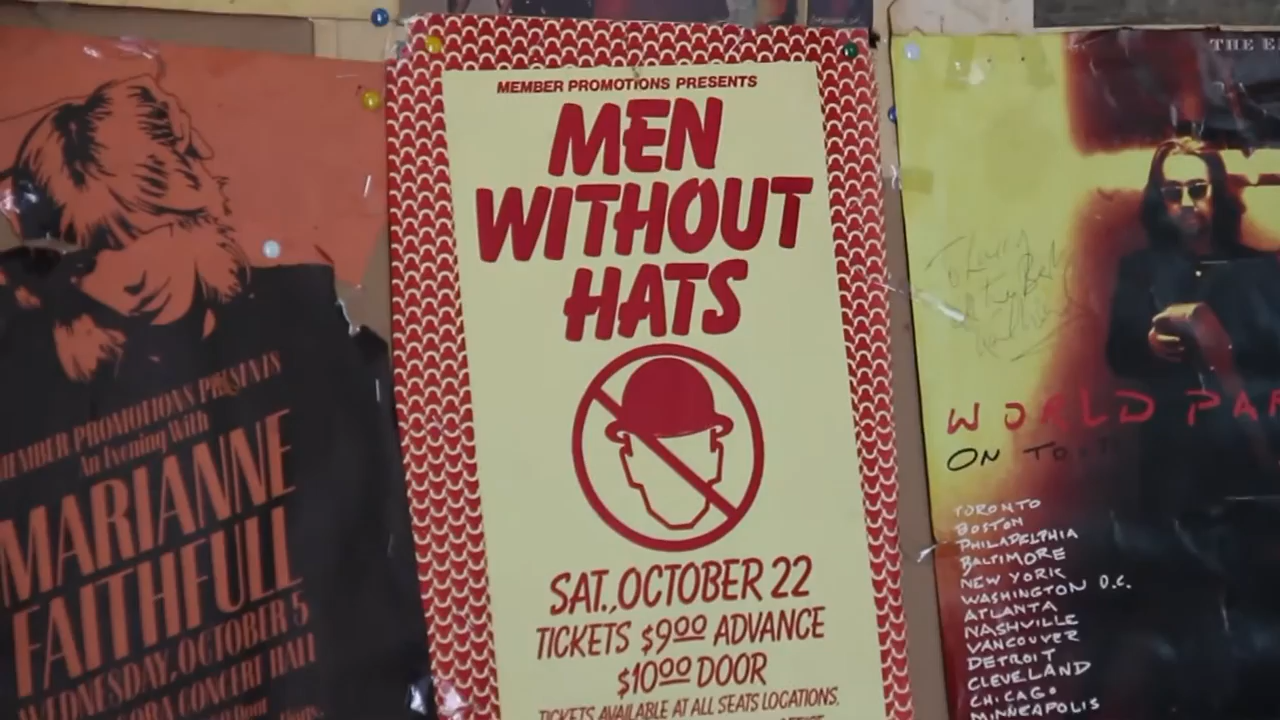 MEMBER PROMOTIONS PRESENTS
An Evening With
MARIANNE
FAITHFULL
WEDNESDAY, OCTOBER 5
CONCERT HALL
MEMBER PROMOTIONS PRESENTS
MEN
WITHOUT
HATS
SAT., OCTOBER 22
TICKETS $9.00 ADVANCE
$10.00 DOOR
TICKETS AVAILABLE AT ALL SEATS LOCATIONS,
THE
WORLD
ON
TORONTO
BOSTON
PHILADELPHIA
BALTIMORE
NEW YORK
WASHINGTON D.C.
ATLANTA
NASHVILLE
VANCOUVER
DETROIT
CLEVELAND
CHICAGO
MINNEAPOLIS